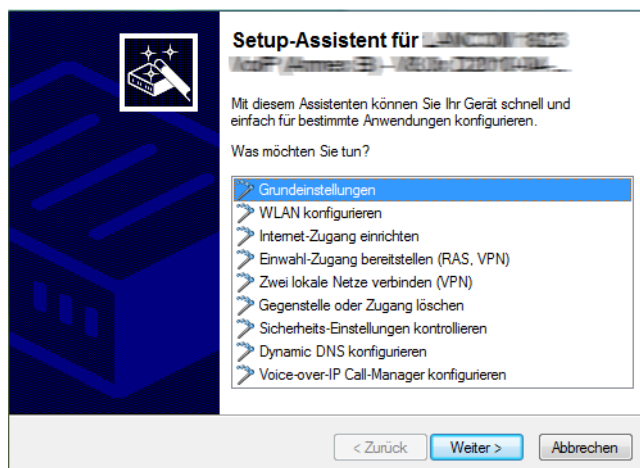 Setup-Assistent für
Mit diesem Assistenten können Sie Ihr Gerät schnell und
einfach für bestimmte Anwendungen konfigurieren.
Was möchten Sie tun?
Grundeinstellungen
WLAN konfigurieren
Internet-Zugang einrichten
Einwahl-Zugang bereitstellen (RAS, VPN)
Zwei lokale Netze verbinden (VPN)
Gegenstelle oder Zugang löschen
Sicherheits-Einstellungen kontrollieren
Dynamic DNS konfigurieren
Voice-over-IP Call-Manager konfigurieren
< Zurück Weiter > Abbrechen